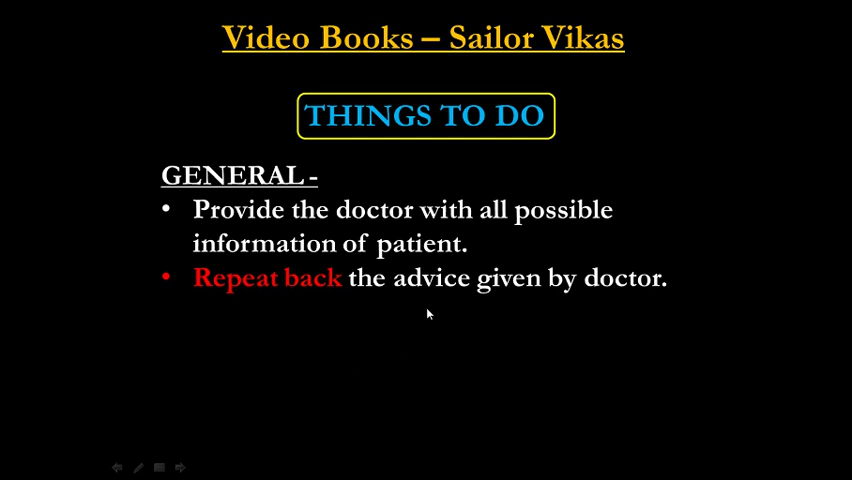 Video Books – Sailor Vikas
THINGS TO DO
GENERAL -
• Provide the doctor with all possible
information of patient.
• Repeat back the advice given by doctor.